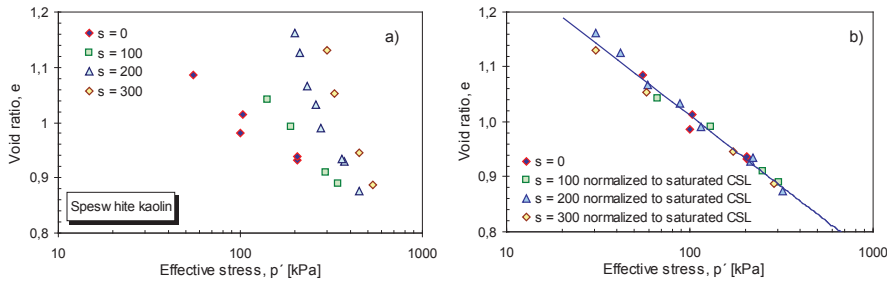 1,2
1,1
1,0
0,9
0,8
Void ratio, e
s = 0
s = 100
s = 200
s = 300
a)
Spesw hite kaolin
10
100
1000
Effective stress, p´ [kPa]
1,2
1,1
1,0
0,9
0,8
Void ratio, e
b)
s = 0
s = 100 normalized to saturated CSL
s = 200 normalized to saturated CSL
s = 300 normalized to saturated CSL
10
100
1000
Effective stress, p´ [kPa]